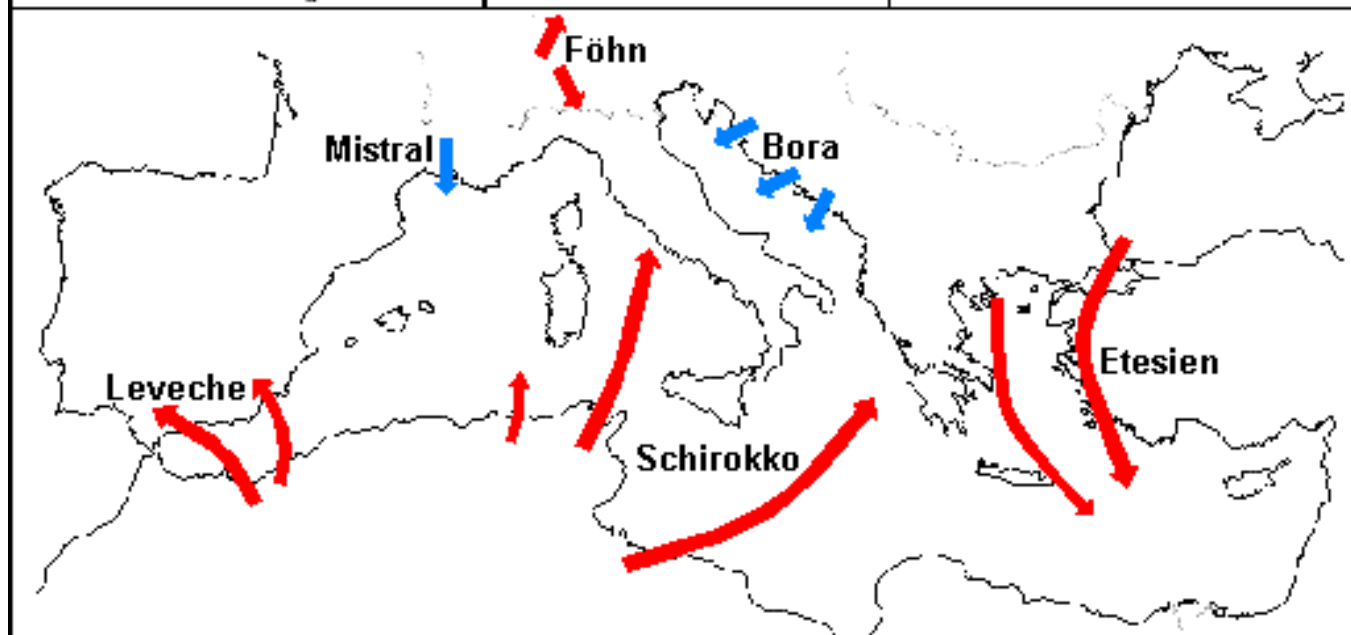 Föhn
Mistral
Bora
Etesien
Leveche
Schirokko